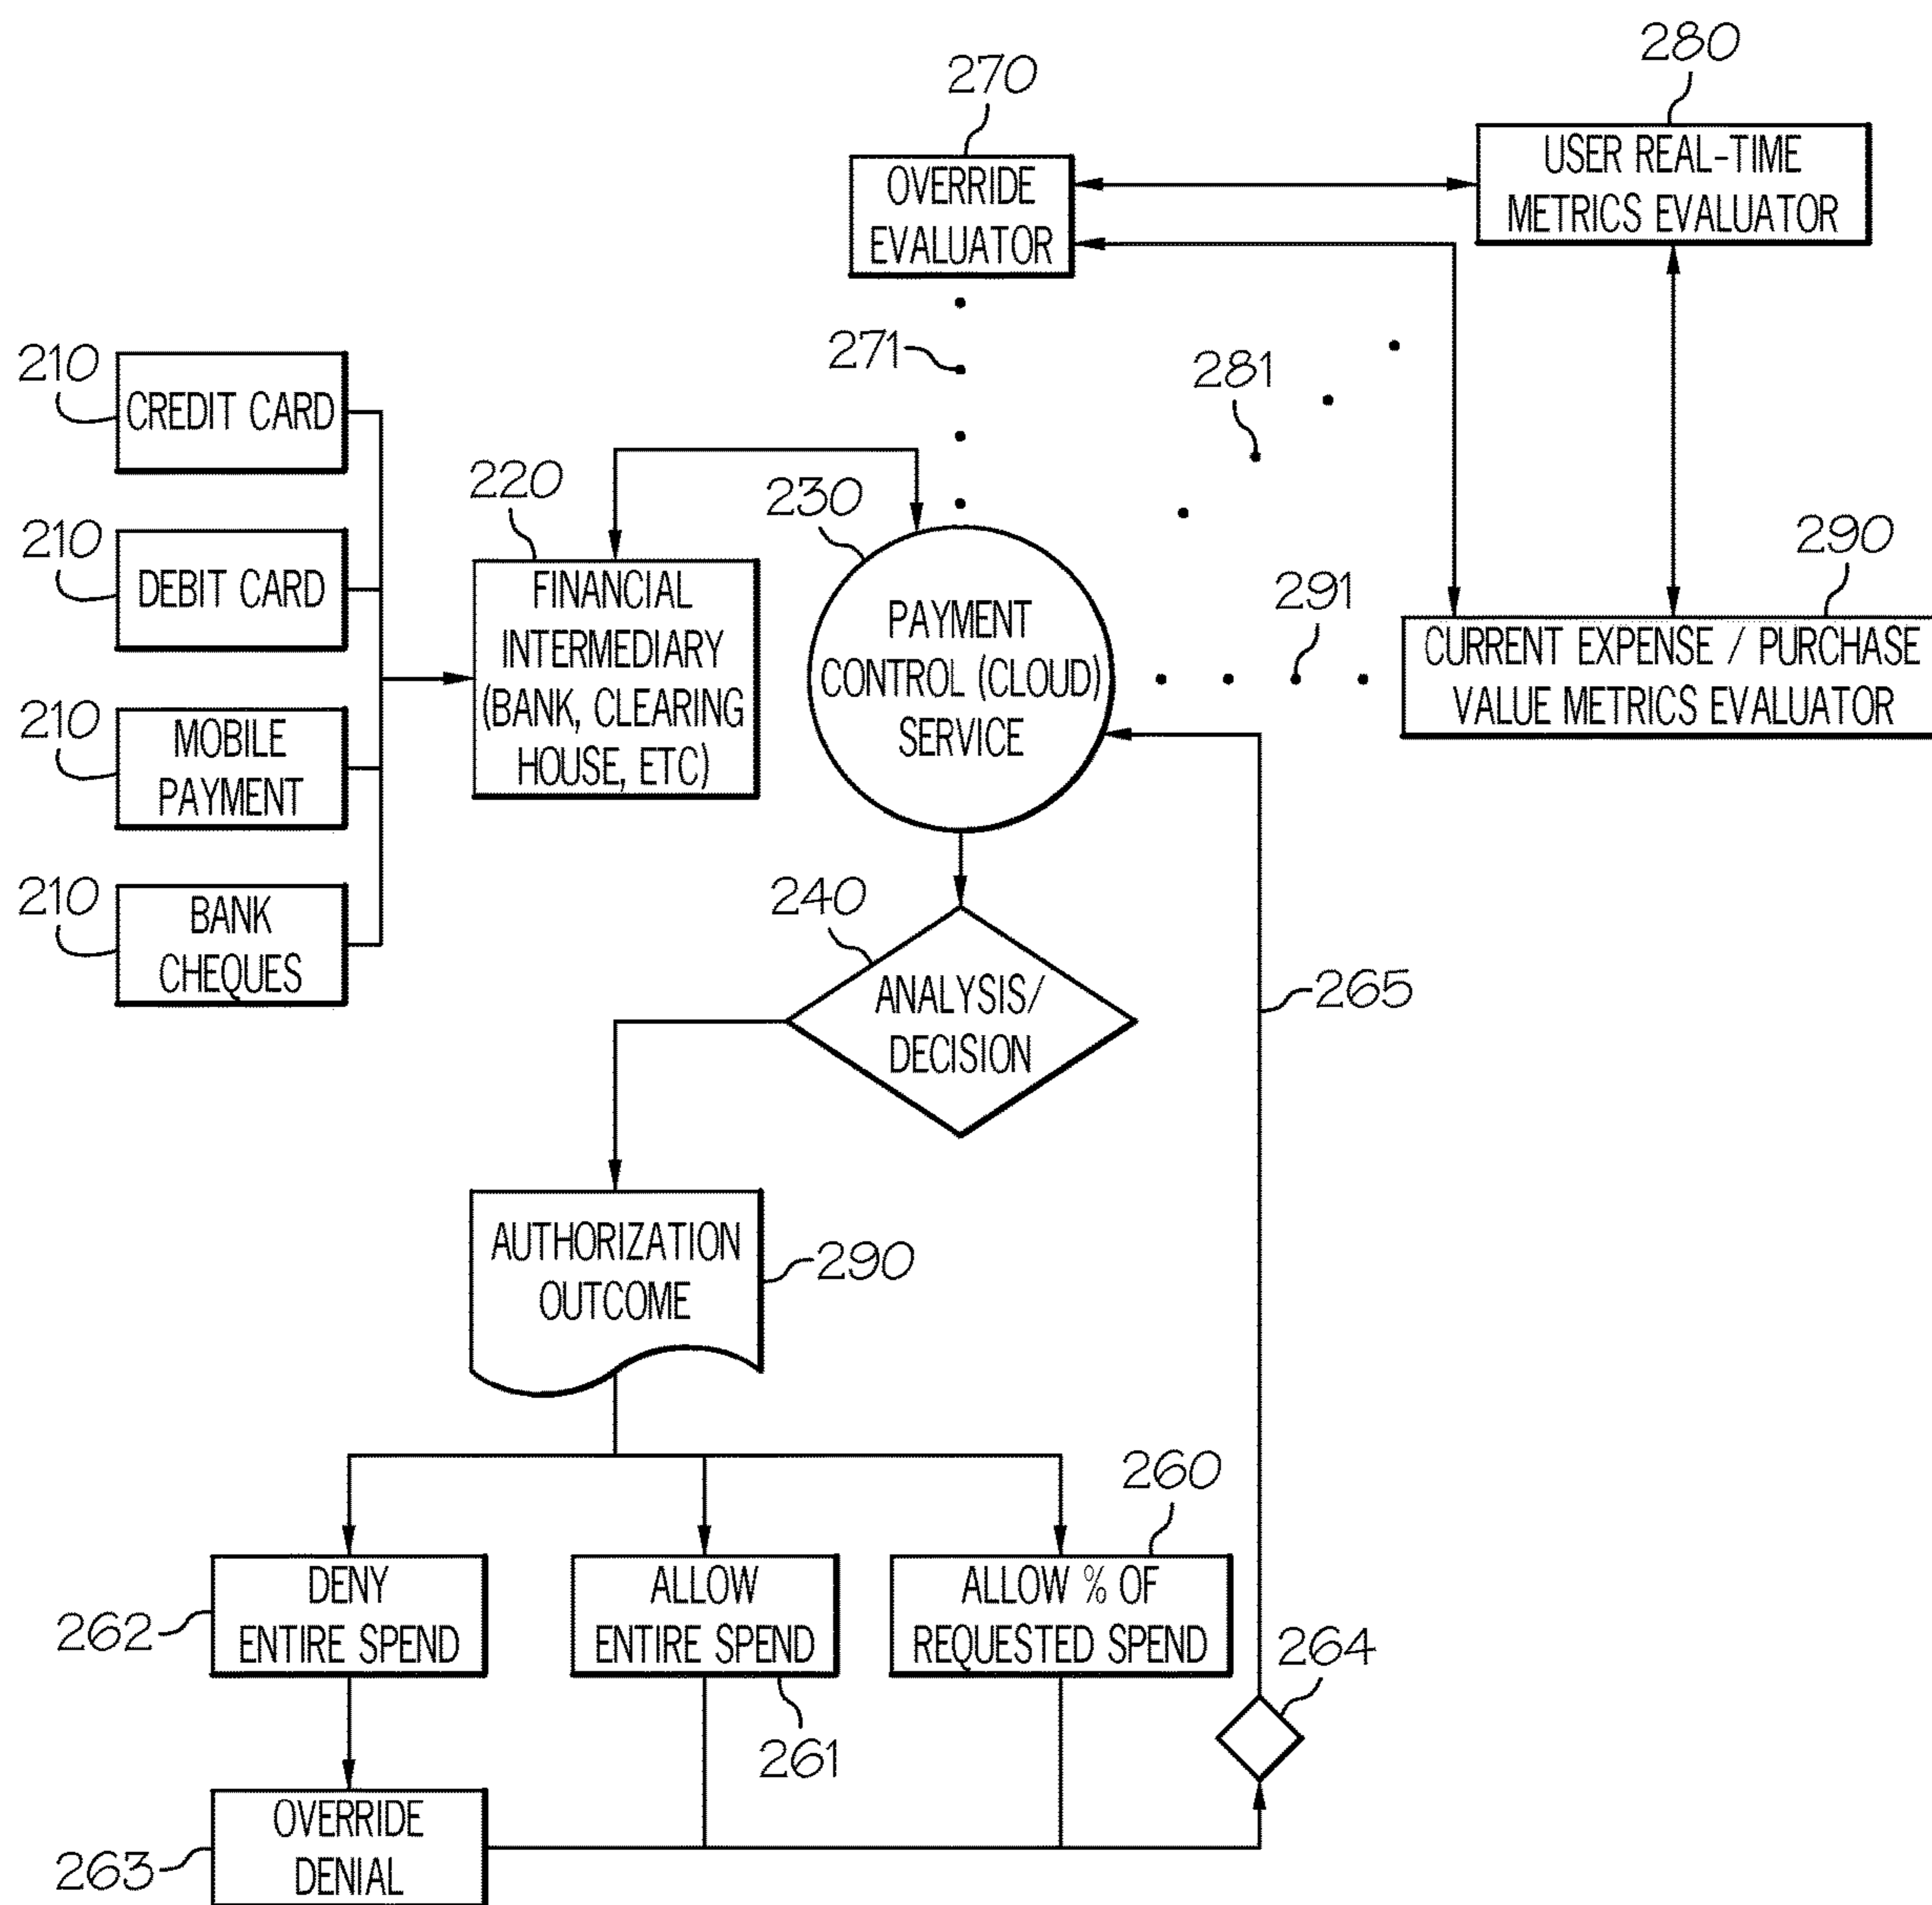 280
270
USER REAL-TIME
METRICS EVALUATOR
OVERRIDE
EVALUATOR
271
281
210
CREDIT CARD
220
230
290
210
DEBIT CARD
FINANCIAL
INTERMEDIARY
(BANK, CLEARING
HOUSE, ETC)
PAYMENT
CONTROL (CLOUD)
SERVICE
291
CURRENT EXPENSE / PURCHASE
VALUE METRICS EVALUATOR
210
MOBILE
PAYMENT
210
BANK
CHEQUES
240
ANALYSIS/
DECISION
265
AUTHORIZATION
OUTCOME
290
260
262
DENY
ENTIRE SPEND
ALLOW
ENTIRE SPEND
261
ALLOW % OF
REQUESTED SPEND
264
263
OVERRIDE
DENIAL